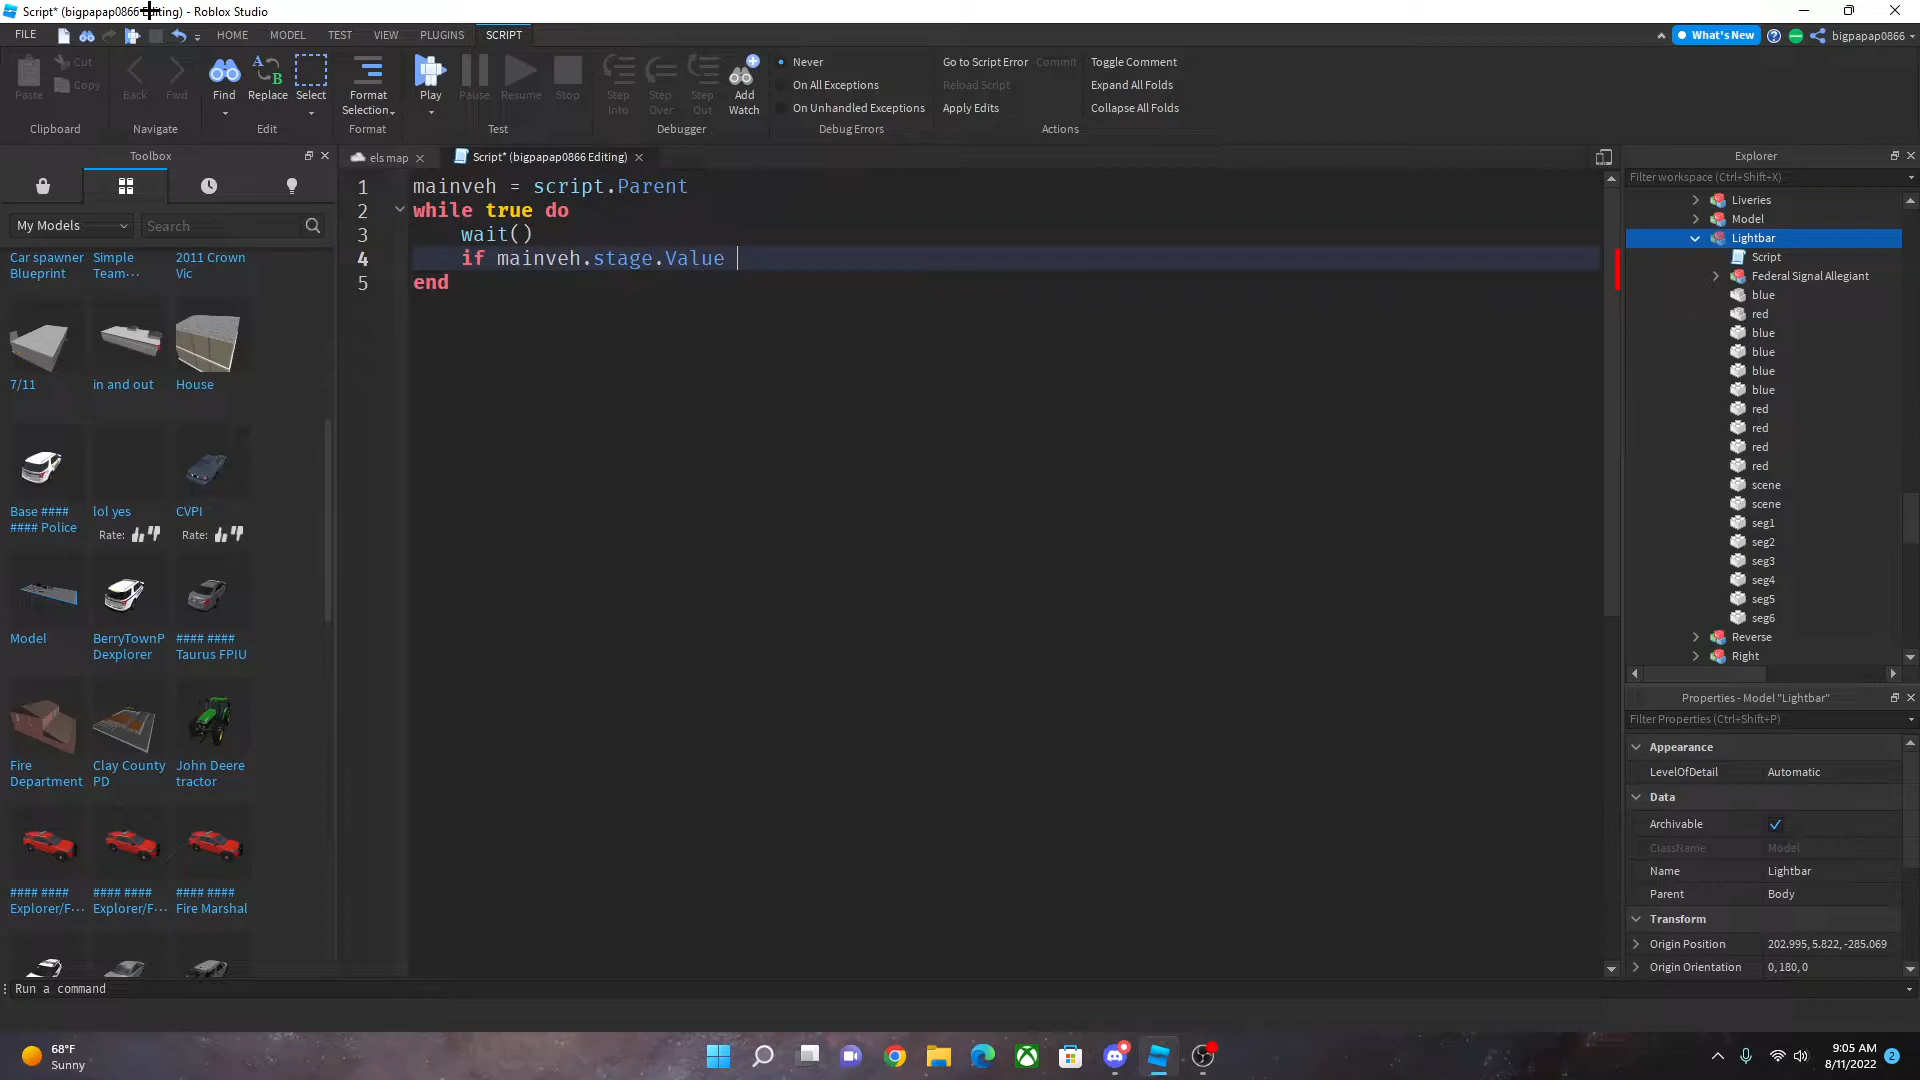 Script* (bigpapap0866 Editing) - Roblox Studio
FILE
HOME
MODEL
TEST
VIEW
PLUGINS
SCRIPT
What's New
bigpapap0866
Paste
Cut
Copy
Clipboard
Back
Fwd
Navigate
Find
Replace
Select
Edit
Format
Selection
Format
Play
Pause
Resume
Stop
Test
Step
Into
Step
Over
Step
Out
Add
Watch
Debugger
Never
On All Exceptions
On Unhandled Exceptions
Debug Errors
Go to Script Error
Commit
Reload Script
Apply Edits
Toggle Comment
Expand All Folds
Collapse All Folds
Actions
Toolbox
My Models
Search
Car spawner
Blueprint
Simple
Team...
2011 Crown
Vic
7/11
in and out
House
Base ####
#### Police
lol yes
Rate:
CVPI
Rate:
Model
BerryTownP
Dexplorer
#### ####
Taurus FPIU
Fire
Department
Clay County
PD
John Deere
tractor
#### ####
Explorer/F...
#### ####
Explorer/F...
#### ####
Fire Marshal
els map
Script* (bigpapap0866 Editing)
1 mainveh = script.Parent
2 while true do
3 wait()
4 if mainveh.stage.Value
5 end
Explorer
Filter workspace (Ctrl+Shift+X)
Liveries
Model
Lightbar
Script
Federal Signal Allegiant
blue
red
blue
blue
blue
blue
red
red
red
red
scene
scene
seg1
seg2
seg3
seg4
seg5
seg6
Reverse
Right
Properties - Model "Lightbar"
Filter Properties (Ctrl+Shift+P)
Appearance
LevelOfDetail Automatic
Data
Archivable
ClassName Model
Name Lightbar
Parent Body
Transform
Origin Position 202.995, 5.822, -285.069
Origin Orientation 0, 180, 0
Run a command
68°F
Sunny
9:05 AM
8/11/2022
2